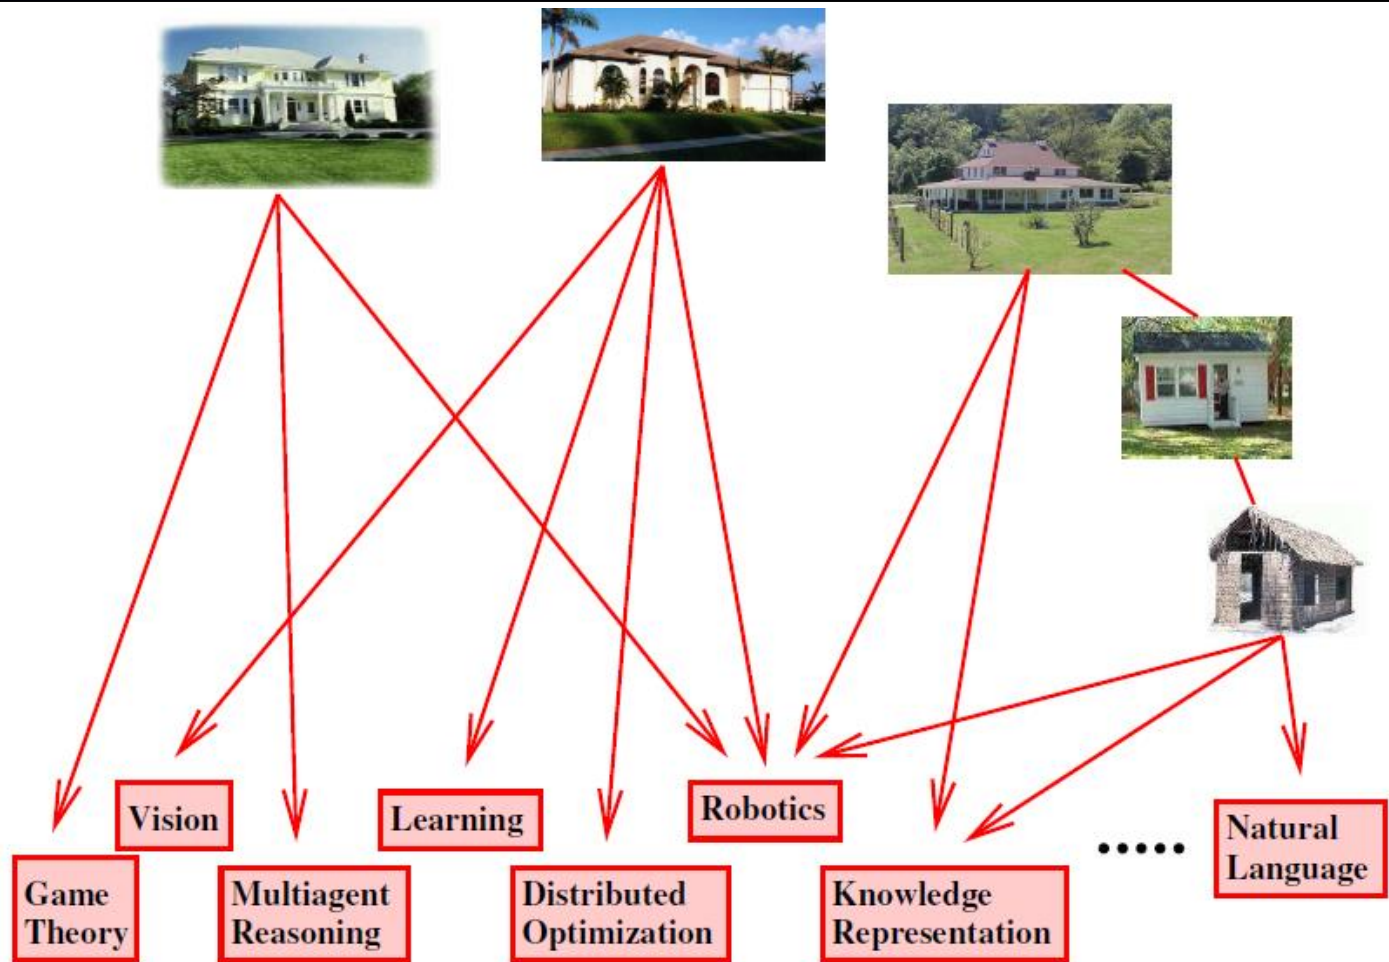 Vision
Learning
Robotics
Natural
Language
Game
Theory
Multiagent
Reasoning
Distributed
Optimization
Knowledge
Representation
.....